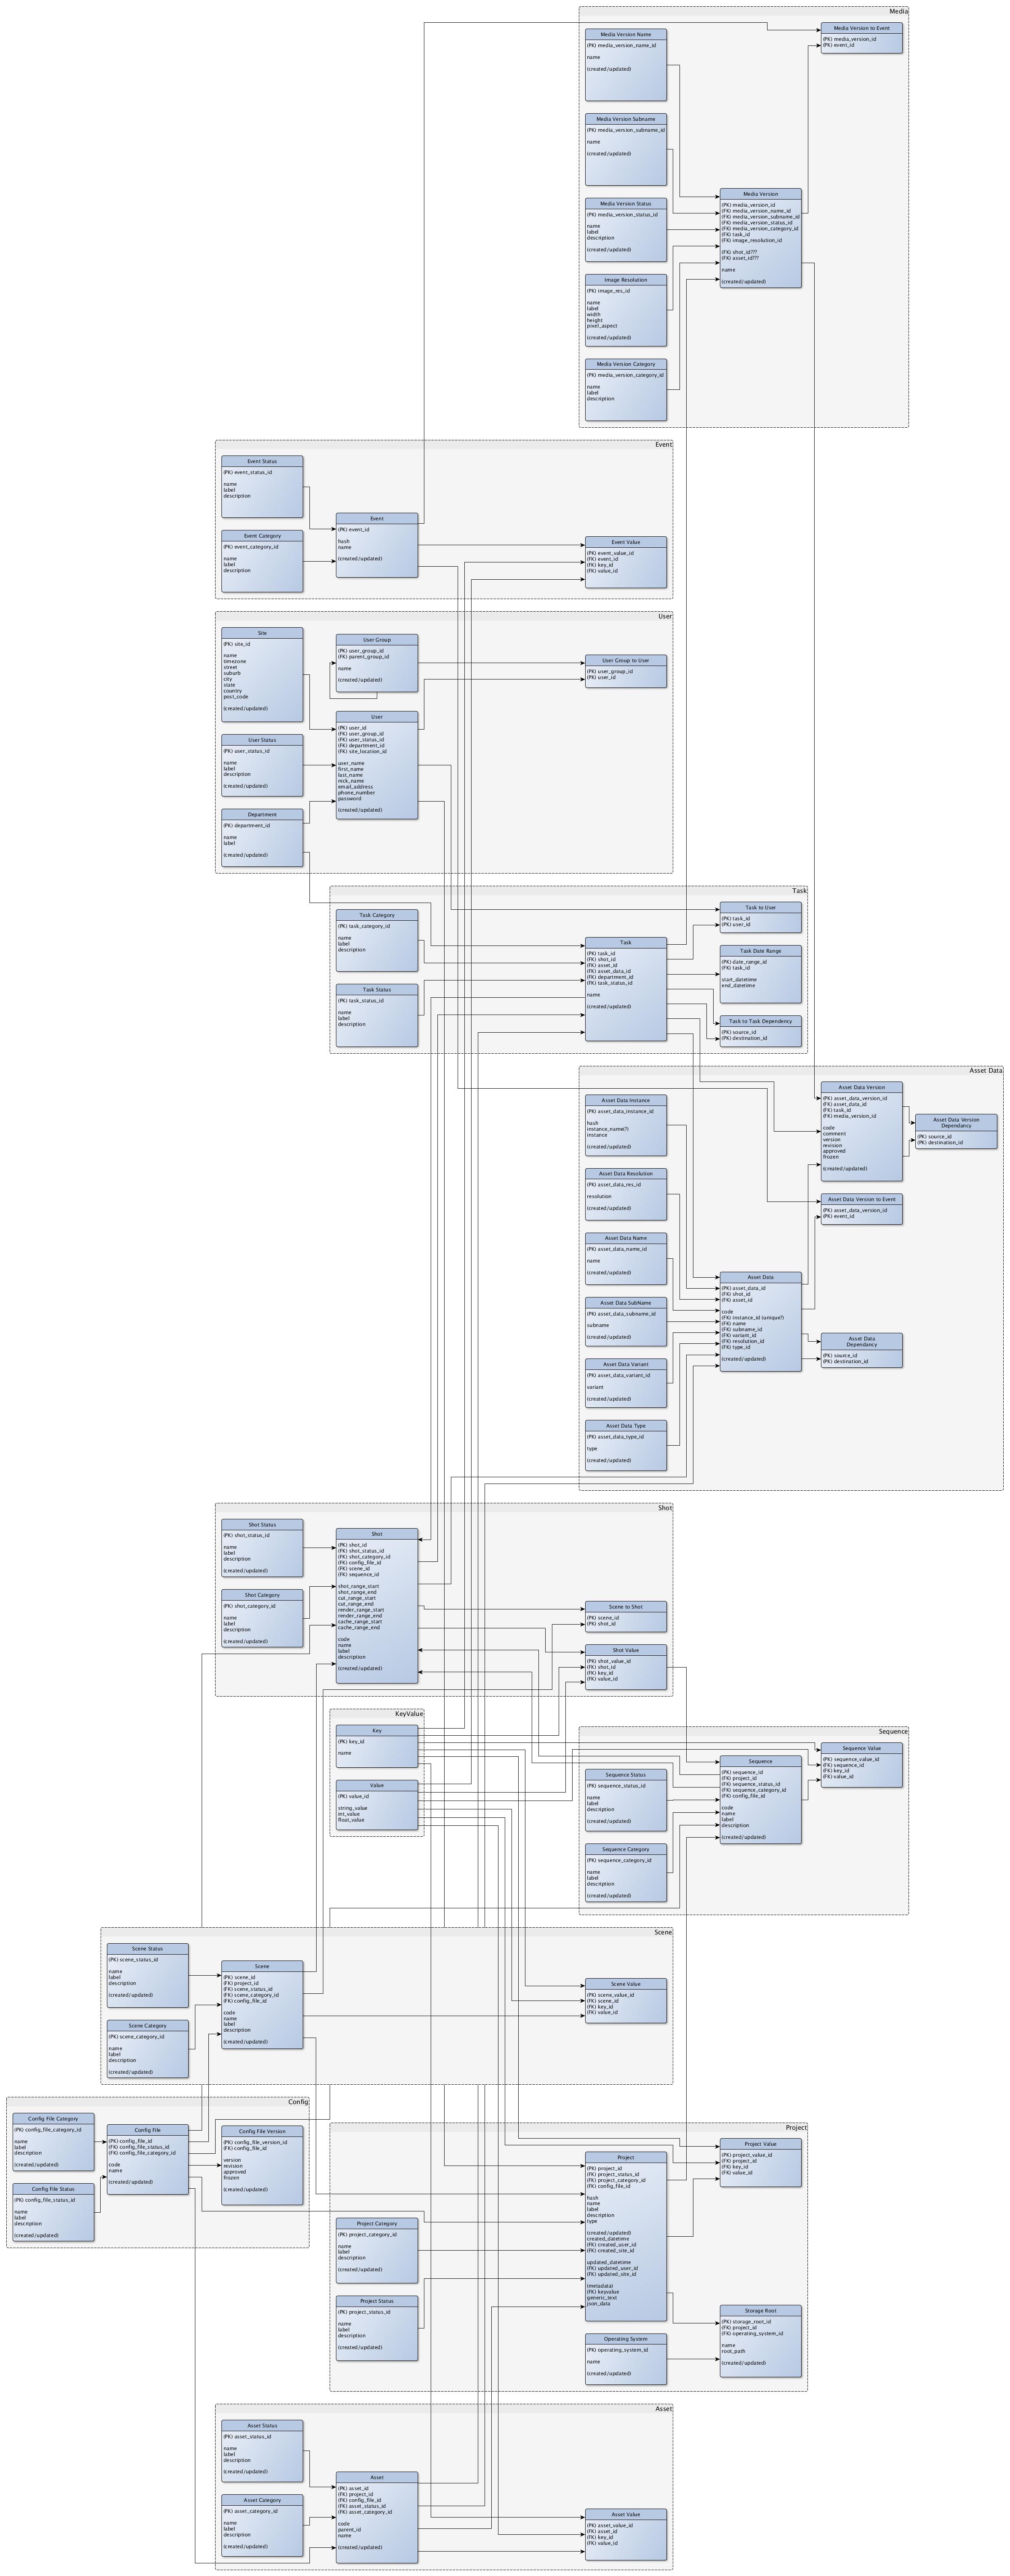 Media
Media Version Name
(PK) media_version_name_id
name
(created/updated)
Media Version to Event
(PK) media_version_id
(PK) event_id
Media Version Subname
(PK) media_version_subname_id
name
(created/updated)
Media Version Status
(PK) media_version_status_id
name
label
description
(created/updated)
Media Version
(PK) media_version_id
(FK) media_version_name_id
(FK) media_version_subname_id
(FK) media_version_status_id
(FK) media_version_category_id
(FK) task_id
(FK) image_resolution_id
(FK) shot_id???
(FK) asset_id???
name
(created/updated)
Image Resolution
(PK) image_res_id
name
label
width
height
pixel_aspect
(created/updated)
Media Version Category
(PK) media_version_category_id
name
label
description
Event
Event Status
(PK) event_status_id
name
label
description
Event Category
(PK) event_category_id
name
label
description
Event
(PK) event_id
hash
name
(created/updated)
Event Value
(PK) event_value_id
(FK) event_id
(FK) key_id
(FK) value_id
User
Site
(PK) site_id
name
timezone
street
suburb
city
state
country
post_code
(created/updated)
User Group
(PK) user_group_id
(FK) parent_group_id
name
(created/updated)
User Group to User
(PK) user_group_id
(PK) user_id
User Status
(PK) user_status_id
name
label
description
(created/updated)
User
(PK) user_id
(FK) user_group_id
(FK) user_status_id
(FK) department_id
(FK) site_location_id
user_name
first_name
last_name
nick_name
email_address
phone_number
password
(created/updated)
Department
(PK) department_id
name
label
(created/updated)
Task
Task Category
(PK) task_category_id
name
label
description
Task Status
(PK) task_status_id
name
label
description
Task
(PK) task_id
(FK) shot_id
(FK) asset_id
(FK) asset_data_id
(FK) department_id
(FK) task_status_id
name
(created/updated)
Task to User
(PK) task_id
(PK) user_id
Task Date Range
(PK) date_range_id
(FK) task_id
start_datetime
end_datetime
Task to Task Dependency
(PK) source_id
(PK) destination_id
Asset Data
Asset Data Instance
(PK) asset_data_instance_id
hash
instance_name(?)
instance
(created/updated)
Asset Data Version
(PK) asset_data_version_id
(FK) asset_data_id
(FK) task_id
(FK) media_version_id
code
comment
version
revision
approved
frozen
(created/updated)
Asset Data Version
Dependancy
(PK) source_id
(PK) destination_id
Asset Data Resolution
(PK) asset_data_res_id
resolution
(created/updated)
Asset Data Version to Event
(PK) asset_data_version_id
(PK) event_id
Asset Data Name
(PK) asset_data_name_id
name
(created/updated)
Asset Data
(PK) asset_data_id
(FK) shot_id
(FK) asset_id
code
(FK) instance_id (unique?)
(FK) name
(FK) subname_id
(FK) variant_id
(FK) resolution_id
(FK) type_id
(created/updated)
Asset Data SubName
(PK) asset_data_subname_id
subname
(created/updated)
Asset Data
Dependancy
(PK) source_id
(PK) destination_id
Asset Data Variant
(PK) asset_data_variant_id
variant
(created/updated)
Asset Data Type
(PK) asset_data_type_id
type
(created/updated)
Shot
Shot Status
(PK) shot_status_id
name
label
description
(created/updated)
Shot Category
(PK) shot_category_id
name
label
description
(created/updated)
Shot
(PK) shot_id
(FK) shot_status_id
(FK) shot_category_id
(FK) config_file_id
(FK) scene_id
(FK) sequence_id
shot_range_start
shot_range_end
cut_range_start
cut_range_end
render_range_start
render_range_end
cache_range_start
cache_range_end
code
name
label
description
(created/updated)
Scene to Shot
(PK) scene_id
(PK) shot_id
Shot Value
(PK) shot_value_id
(FK) shot_id
(FK) key_id
(FK) value_id
KeyValue
Key
(PK) key_id
name
Value
(PK) value_id
string_value
int_value
float_value
Sequence
Sequence Status
(PK) sequence_status_id
name
label
description
(created/updated)
Sequence Category
(PK) sequence_category_id
name
label
description
(created/updated)
Sequence
(PK) sequence_id
(FK) project_id
(FK) sequence_status_id
(FK) sequence_category_id
(FK) config_file_id
code
name
label
description
(created/updated)
Sequence Value
(PK) sequence_value_id
(FK) sequence_id
(FK) key_id
(FK) value_id
Scene
Scene Status
(PK) scene_status_id
name
label
description
(created/updated)
Scene Category
(PK) scene_category_id
name
label
description
(created/updated)
Scene
(PK) scene_id
(FK) project_id
(FK) scene_status_id
(FK) scene_category_id
(FK) config_file_id
code
name
label
description
(created/updated)
Scene Value
(PK) scene_value_id
(FK) scene_id
(FK) key_id
(FK) value_id
Config
Config File Category
(PK) config_file_category_id
name
label
description
(created/updated)
Config File Status
(PK) config_file_status_id
name
label
description
(created/updated)
Config File
(PK) config_file_id
(FK) config_file_status_id
(FK) config_file_category_id
code
name
(created/updated)
Config File Version
(PK) config_file_version_id
(FK) config_file_id
version
revision
approved
frozen
(created/updated)
Project
Project
(PK) project_id
(FK) project_status_id
(FK) project_category_id
(FK) config_file_id
hash
name
label
description
type
(created/updated)
created_datetime
(FK) created_user_id
(FK) created_site_id
updated_datetime
(FK) updated_user_id
(FK) updated_site_id
(metadata)
(FK) keyvalue
generic_text
json_data
Project Value
(PK) project_value_id
(FK) project_id
(FK) key_id
(FK) value_id
Project Category
(PK) project_category_id
name
label
description
(created/updated)
Project Status
(PK) project_status_id
name
label
description
(created/updated)
Storage Root
(PK) storage_root_id
(FK) project_id
(FK) operating_system_id
name
root_path
(created/updated)
Operating System
(PK) operating_system_id
name
(created/updated)
Asset
Asset Status
(PK) asset_status_id
name
label
description
(created/updated)
Asset Category
(PK) asset_category_id
name
label
description
(created/updated)
Asset
(PK) asset_id
(FK) project_id
(FK) config_file_id
(FK) asset_status_id
(FK) asset_category_id
code
parent_id
name
(created/updated)
Asset Value
(PK) asset_value_id
(FK) asset_id
(FK) key_id
(FK) value_id